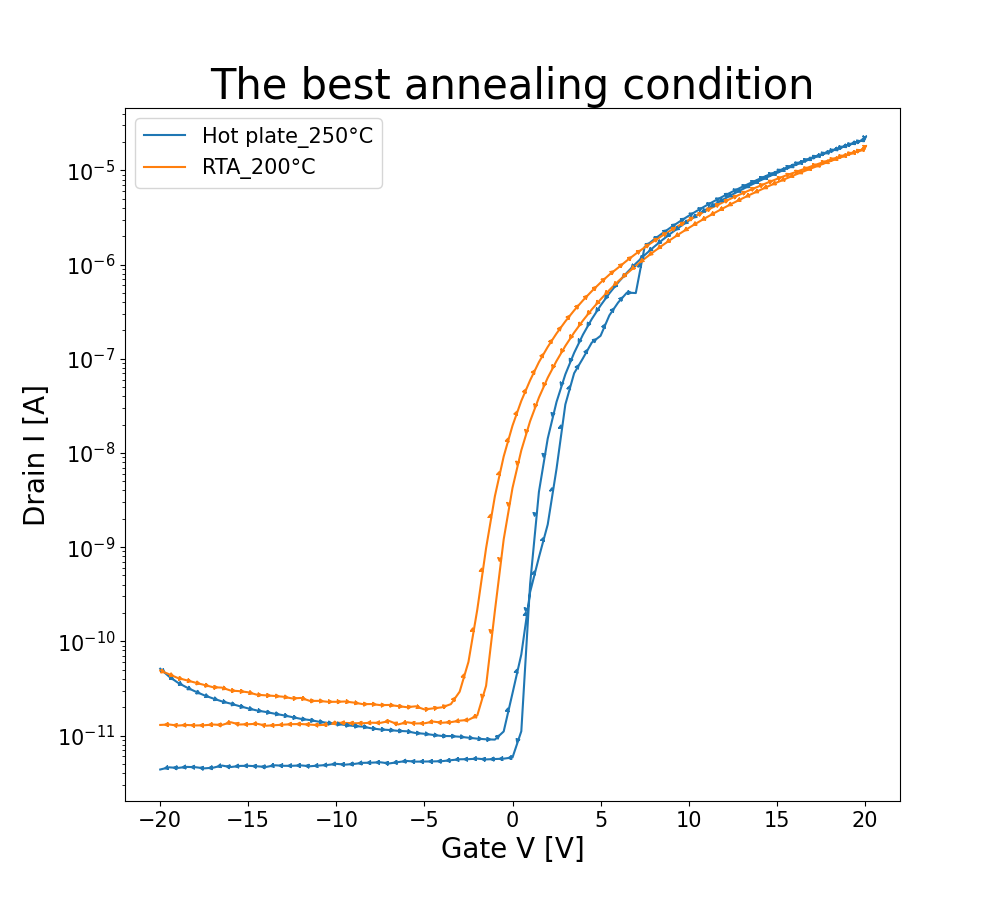 The best annealing condition
Hot plate_250°C
RTA_200°C
Drain I [A]
10⁻⁵
10⁻⁶
10⁻⁷
10⁻⁸
10⁻⁹
10⁻¹⁰
10⁻¹¹
−20 −15 −10 −5 0 5 10 15 20
Gate V [V]